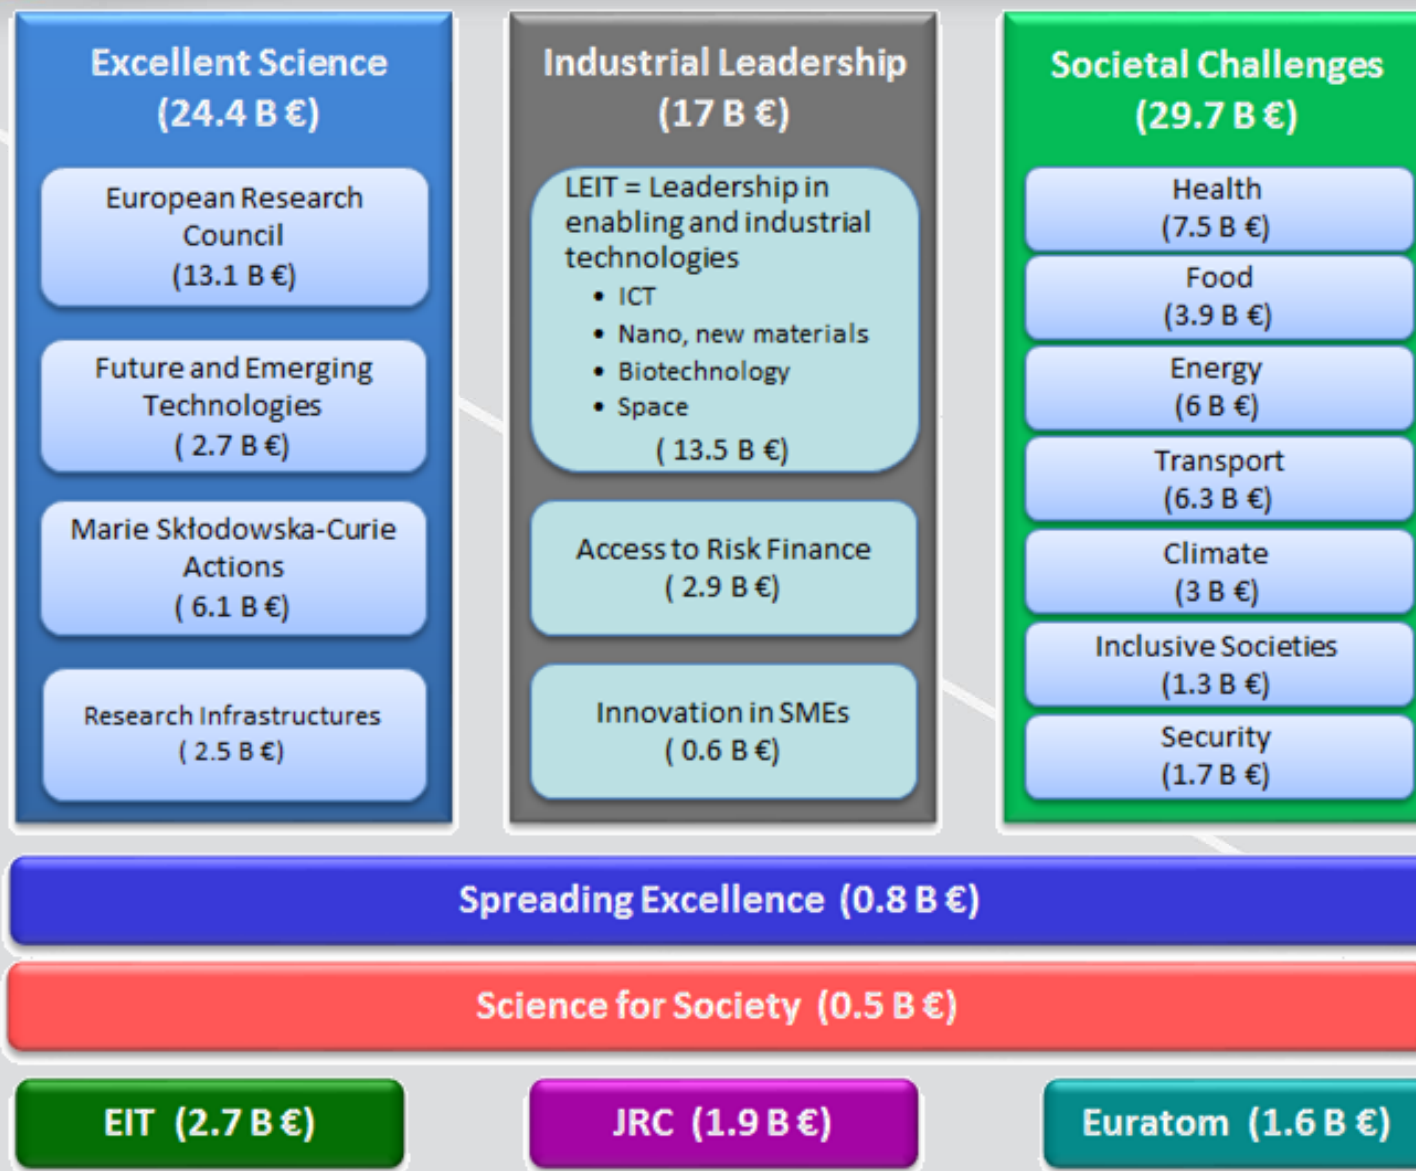 Excellent Science
(24.4 B €)
European Research
Council
(13.1 B €)
Future and Emerging
Technologies
( 2.7 B €)
Marie Skłodowska-Curie
Actions
( 6.1 B €)
Research Infrastructures
( 2.5 B €)
Industrial Leadership
(17 B €)
LEIT = Leadership in
enabling and industrial
technologies
• ICT
• Nano, new materials
• Biotechnology
• Space
( 13.5 B €)
Access to Risk Finance
( 2.9 B €)
Innovation in SMEs
( 0.6 B €)
Societal Challenges
(29.7 B €)
Health
(7.5 B €)
Food
(3.9 B €)
Energy
(6 B €)
Transport
(6.3 B €)
Climate
(3 B €)
Inclusive Societies
(1.3 B €)
Security
(1.7 B €)
Spreading Excellence (0.8 B €)
Science for Society (0.5 B €)
EIT (2.7 B €)
JRC (1.9 B €)
Euratom (1.6 B €)